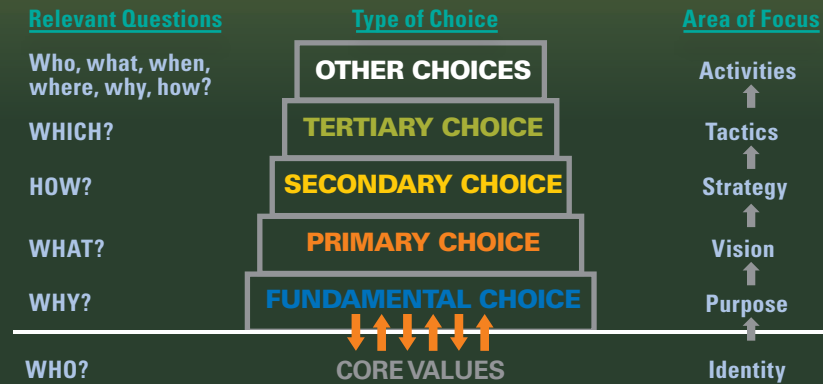 Relevant Questions Type of Choice Area of Focus
Who, what, when,
where, why, how?
OTHER CHOICES
Activities
WHICH? TERTIARY CHOICE Tactics
HOW? SECONDARY CHOICE Strategy
WHAT? PRIMARY CHOICE Vision
WHY? FUNDAMENTAL CHOICE Purpose
WHO? CORE VALUES Identity